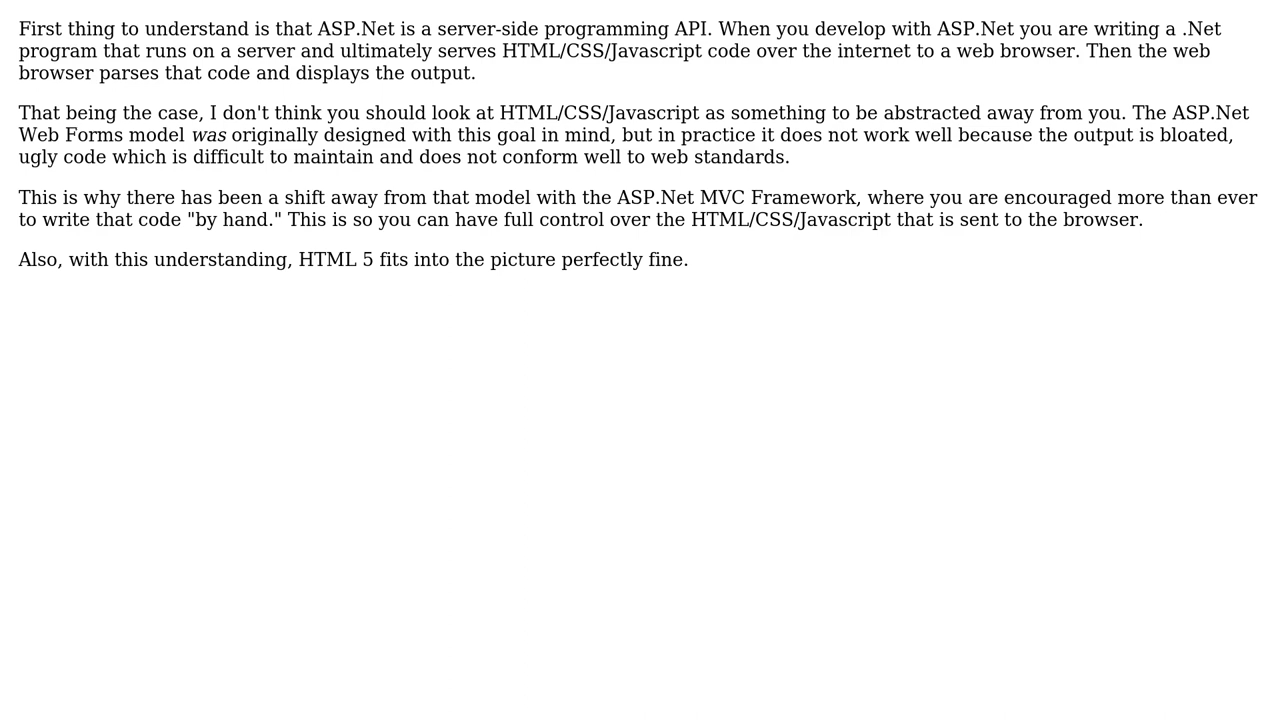 First thing to understand is that ASP.Net is a server-side programming API. When you develop with ASP.Net you are writing a .Net
program that runs on a server and ultimately serves HTML/CSS/Javascript code over the internet to a web browser. Then the web
browser parses that code and displays the output.
That being the case, I don't think you should look at HTML/CSS/Javascript as something to be abstracted away from you. The ASP.Net
Web Forms model was originally designed with this goal in mind, but in practice it does not work well because the output is bloated,
ugly code which is difficult to maintain and does not conform well to web standards.
This is why there has been a shift away from that model with the ASP.Net MVC Framework, where you are encouraged more than ever
to write that code "by hand." This is so you can have full control over the HTML/CSS/Javascript that is sent to the browser.
Also, with this understanding, HTML 5 fits into the picture perfectly fine.